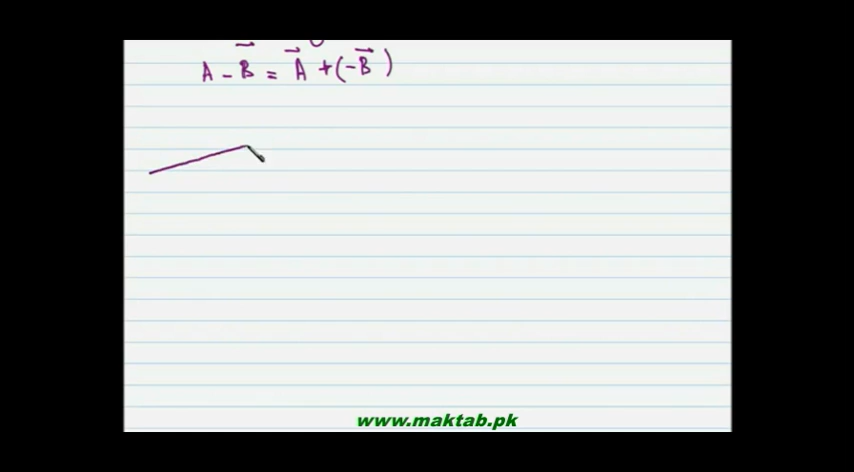 A - B⃗ = A⃗ + (-B⃗)
www.maktab.pk